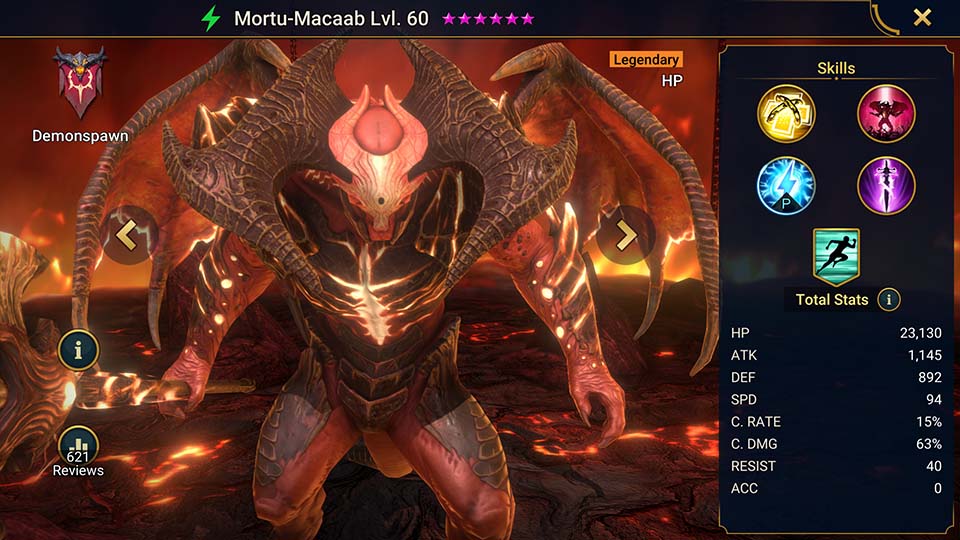 Mortu-Macaab Lvl. 60
Demonspawn
Legendary
HP
Skills
P
Total Stats i
HP 23,130
ATK 1,145
DEF 892
SPD 94
C. RATE 15%
C. DMG 63%
RESIST 40
ACC 0
i
621
Reviews